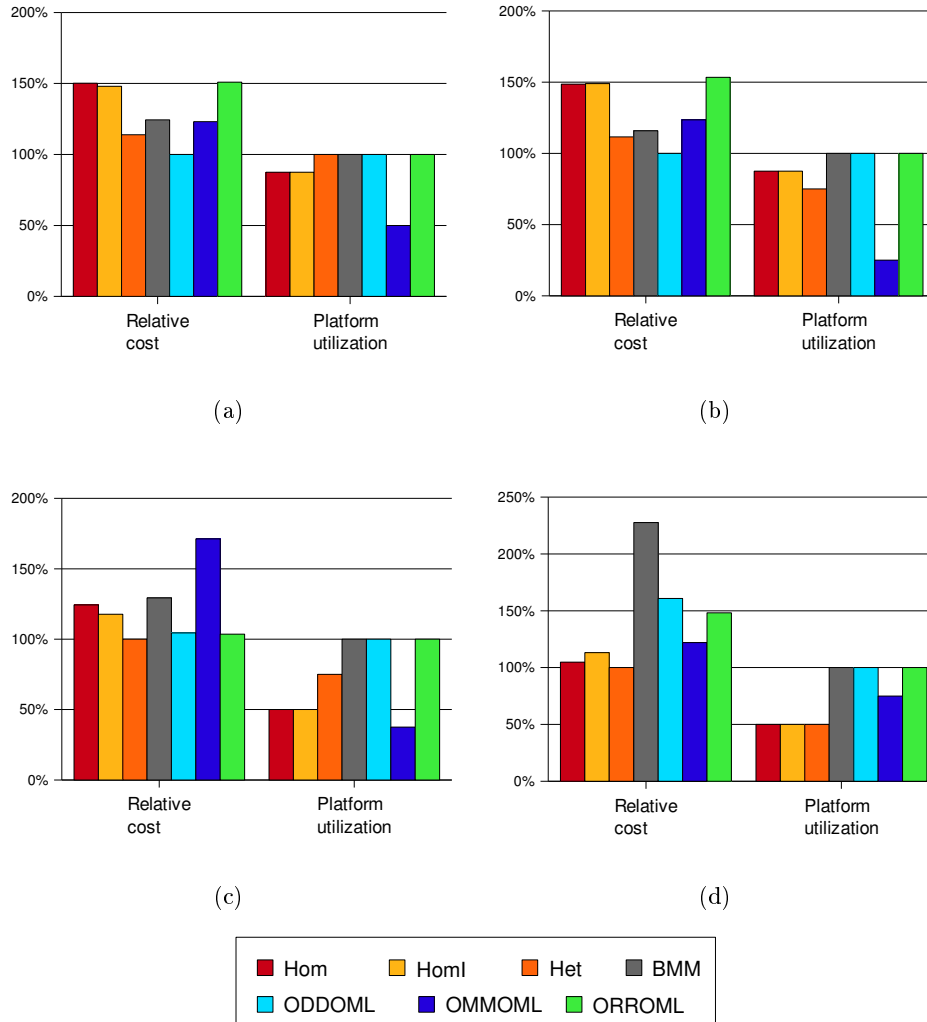 200%
150%
100%
50%
0%
Relative cost
Platform utilization
(a)
200%
150%
100%
50%
0%
Relative cost
Platform utilization
(b)
200%
150%
100%
50%
0%
Relative cost
Platform utilization
(c)
250%
200%
150%
100%
50%
0%
Relative cost
Platform utilization
(d)
Hom HomI Het BMM
ODDOML OMMOML ORROML